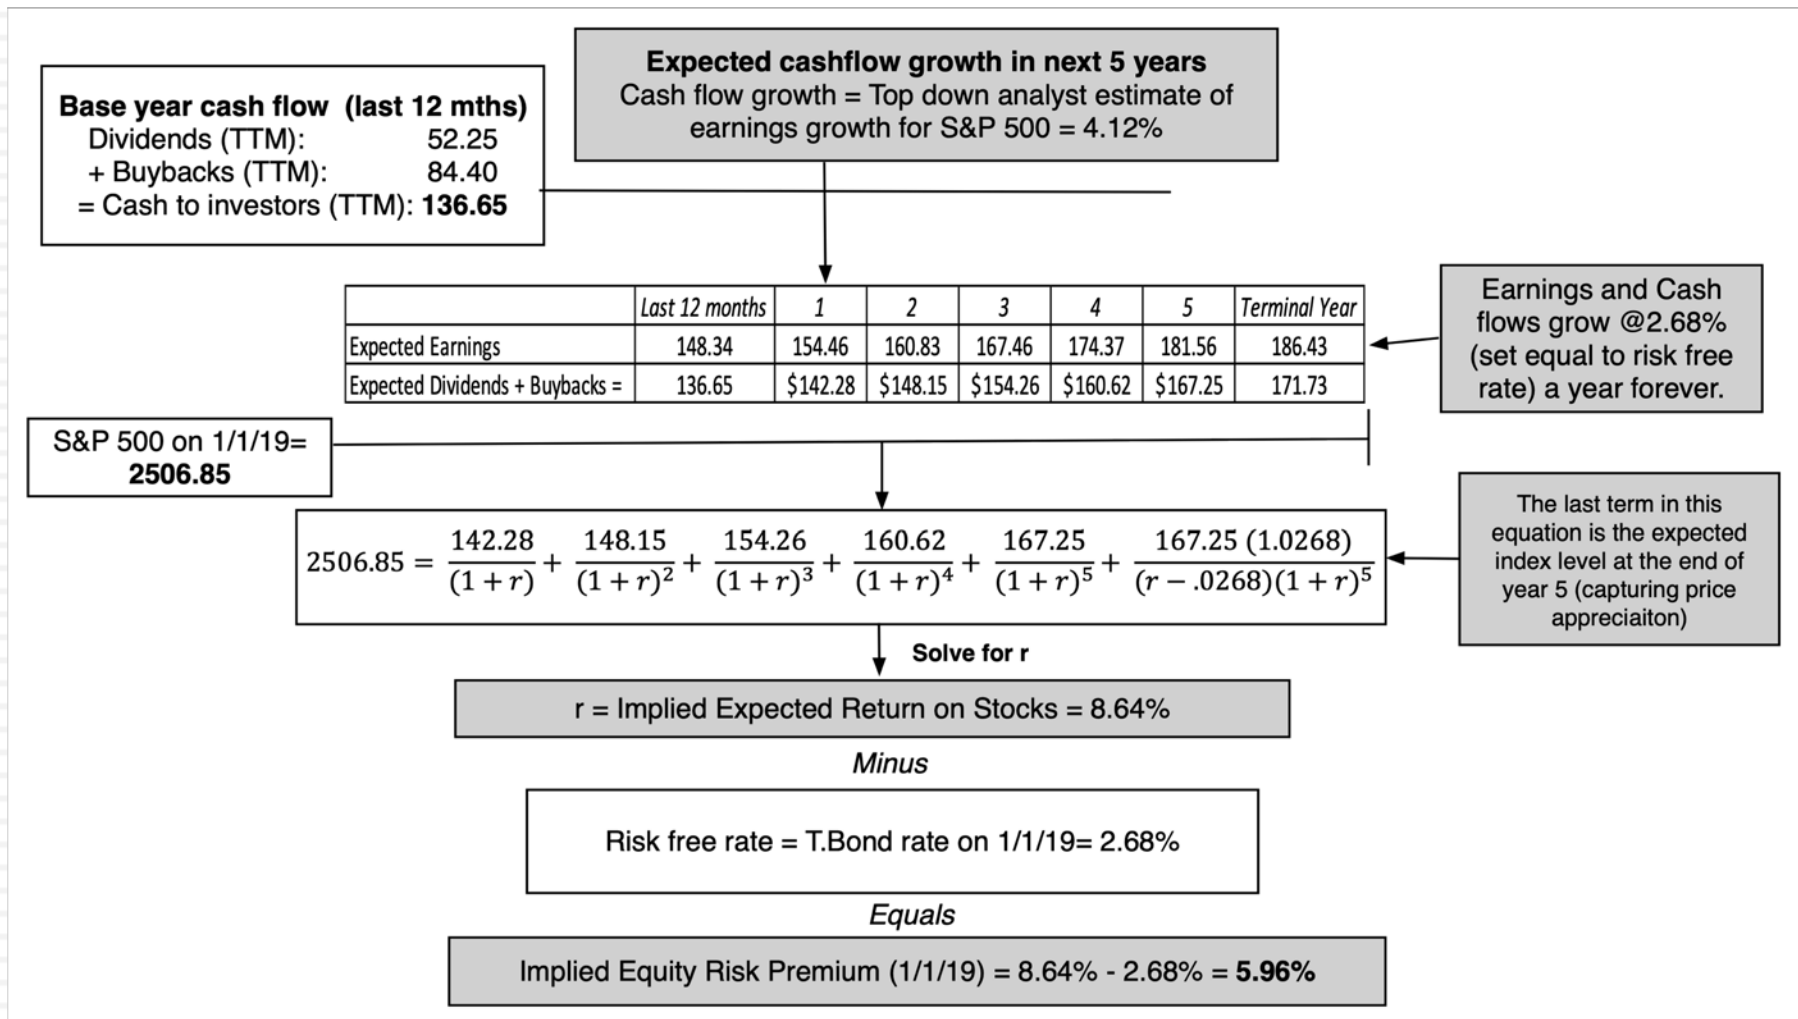 Base year cash flow (last 12 mths)
Dividends (TTM): 52.25
+ Buybacks (TTM): 84.40
= Cash to investors (TTM): 136.65
Expected cashflow growth in next 5 years
Cash flow growth = Top down analyst estimate of
earnings growth for S&P 500 = 4.12%
Last 12 months 1 2 3 4 5 Terminal Year
Expected Earnings 148.34 154.46 160.83 167.46 174.37 181.56 186.43
Expected Dividends + Buybacks = 136.65 $142.28 $148.15 $154.26 $160.62 $167.25 171.73
Earnings and Cash
flows grow @2.68%
(set equal to risk free
rate) a year forever.
S&P 500 on 1/1/19=
2506.85
2506.85 = 142.28/(1 + r) + 148.15/(1 + r)² + 154.26/(1 + r)³ + 160.62/(1 + r)⁴ + 167.25/(1 + r)⁵ + 167.25 (1.0268)/(r − .0268)(1 + r)⁵
The last term in this
equation is the expected
index level at the end of
year 5 (capturing price
appreciaiton)
Solve for r
r = Implied Expected Return on Stocks = 8.64%
Minus
Risk free rate = T.Bond rate on 1/1/19= 2.68%
Equals
Implied Equity Risk Premium (1/1/19) = 8.64% - 2.68% = 5.96%